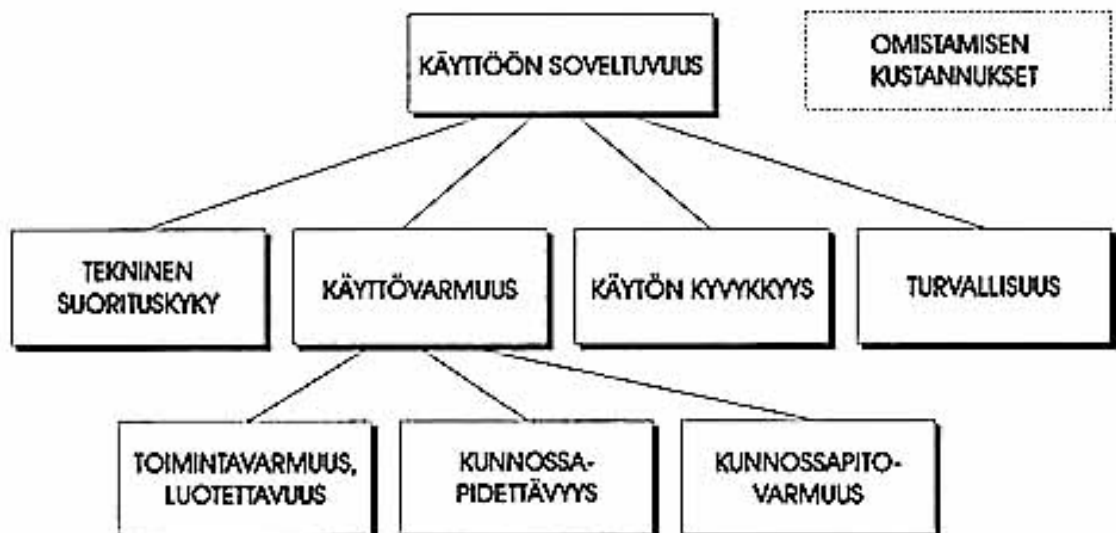 KÄYTTÖÖN SOVELTUVUUS
OMISTAMISEN
KUSTANNUKSET
TEKNINEN
SUORITUSKYKY
KÄYTTÖVARMUUS
KÄYTÖN KYVYKKYYS
TURVALLISUUS
TOIMINTAVARMUUS,
LUOTETTAVUUS
KUNNOSSA-
PIDETTÄVYYS
KUNNOSSAPITO-
VARMUUS